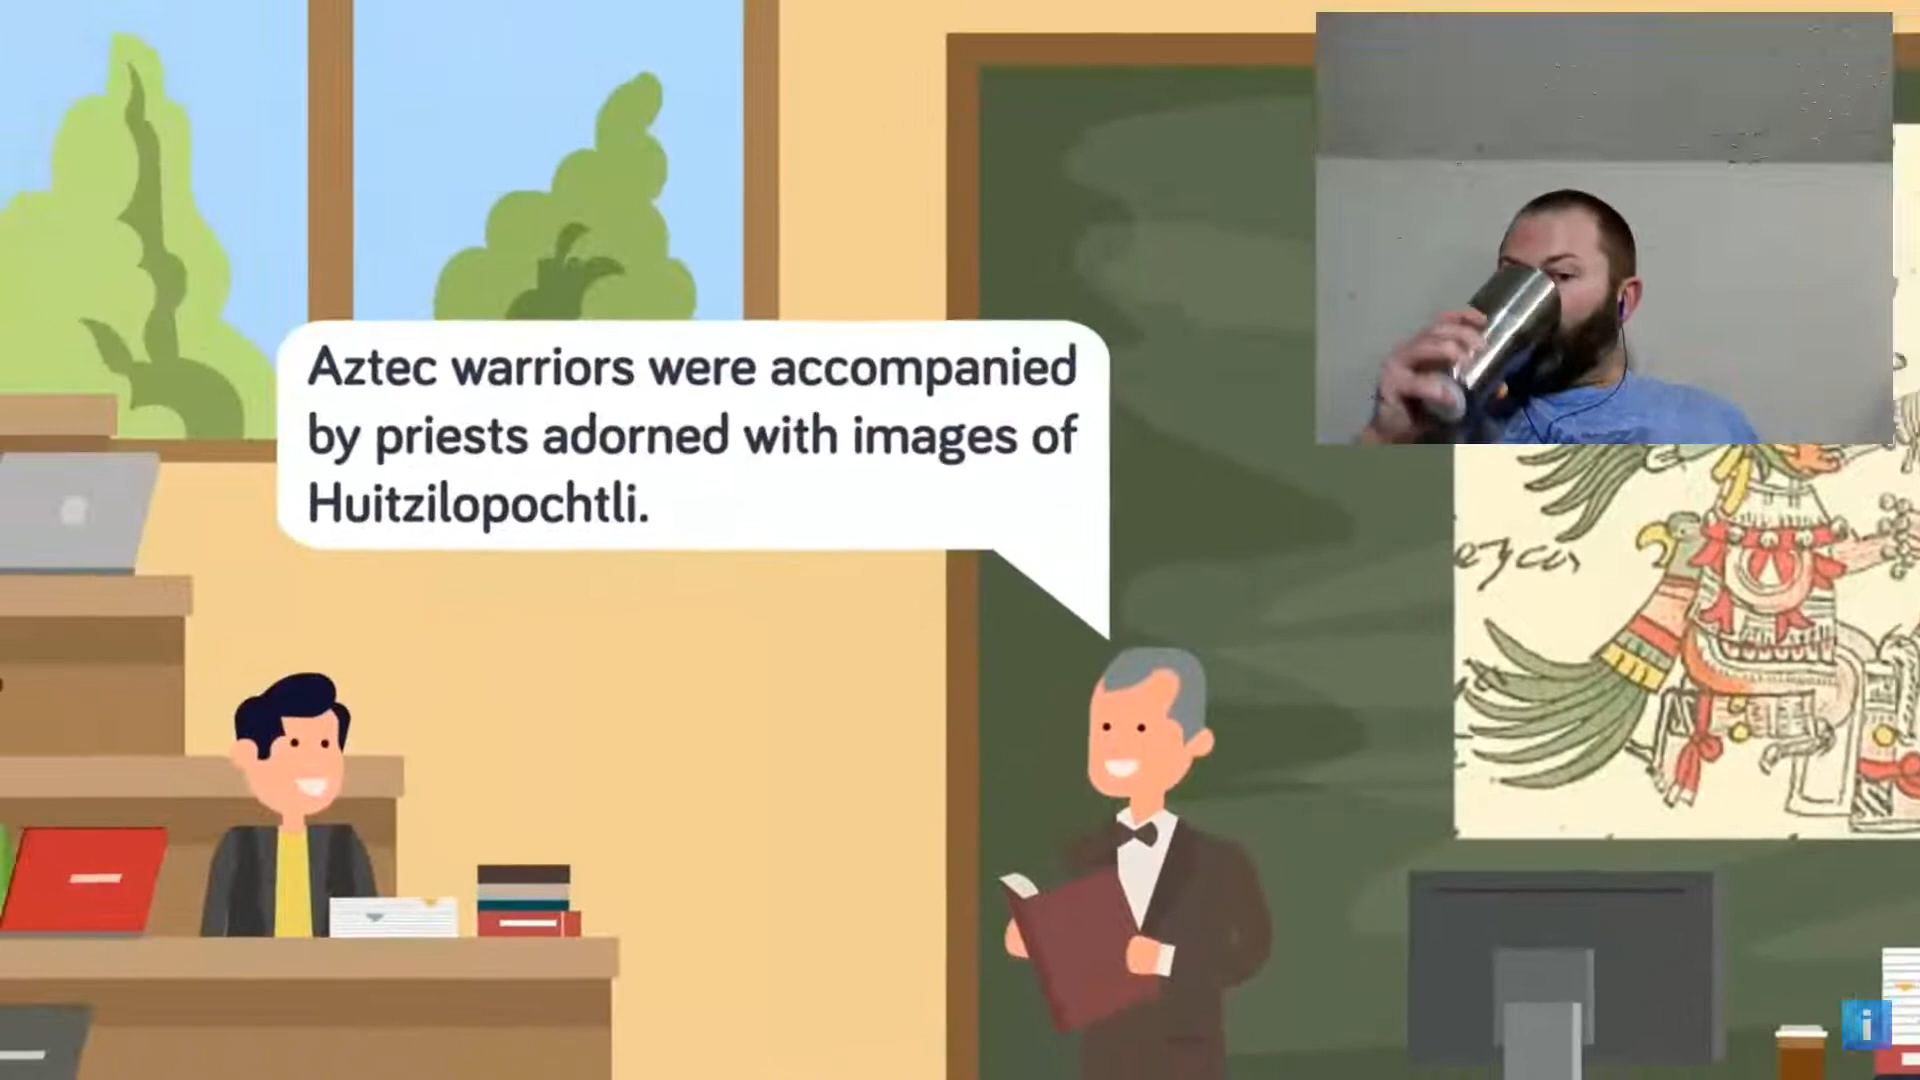 Aztec warriors were accompanied
by priests adorned with images of
Huitzilopochtli.
i